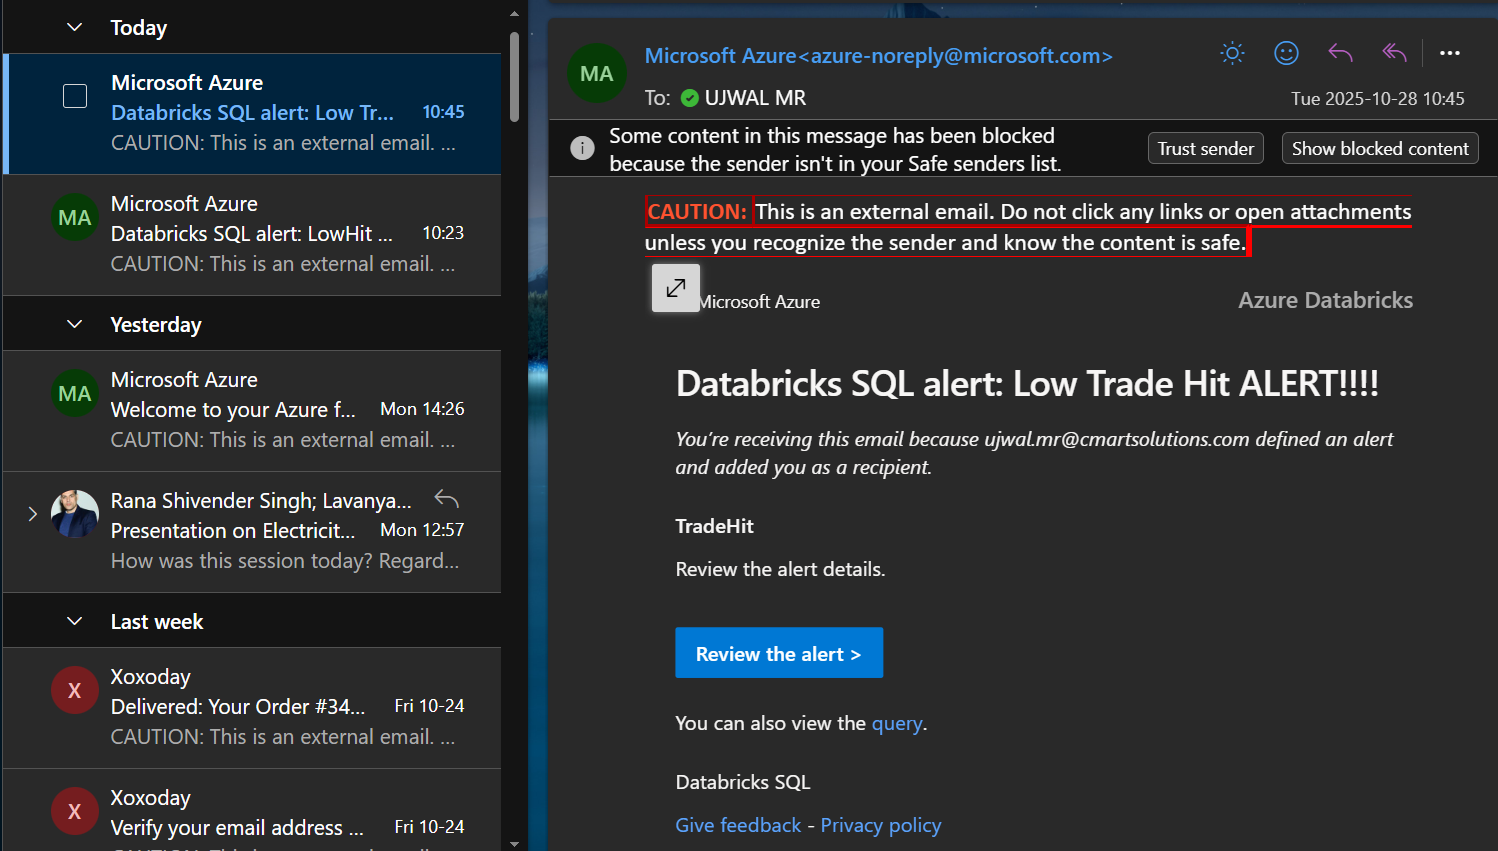 Today
Microsoft Azure
Databricks SQL alert: Low Tr... 10:45
CAUTION: This is an external email. ...
MA
Microsoft Azure
Databricks SQL alert: LowHit ... 10:23
CAUTION: This is an external email. ...
Yesterday
MA
Microsoft Azure
Welcome to your Azure f... Mon 14:26
CAUTION: This is an external email. ...
Rana Shivender Singh; Lavanya...
Presentation on Electricit... Mon 12:57
How was this session today? Regard...
Last week
X
Xoxoday
Delivered: Your Order #34... Fri 10-24
CAUTION: This is an external email. ...
X
Xoxoday
Verify your email address ... Fri 10-24
MA
Microsoft Azure<azure-noreply@microsoft.com>
To: UJWAL MR
Tue 2025-10-28 10:45
Some content in this message has been blocked
because the sender isn't in your Safe senders list.
Trust sender
Show blocked content
CAUTION: This is an external email. Do not click any links or open attachments
unless you recognize the sender and know the content is safe.
Microsoft Azure
Azure Databricks
Databricks SQL alert: Low Trade Hit ALERT!!!!
You're receiving this email because ujwal.mr@cmartsolutions.com defined an alert
and added you as a recipient.
TradeHit
Review the alert details.
Review the alert >
You can also view the query.
Databricks SQL
Give feedback - Privacy policy